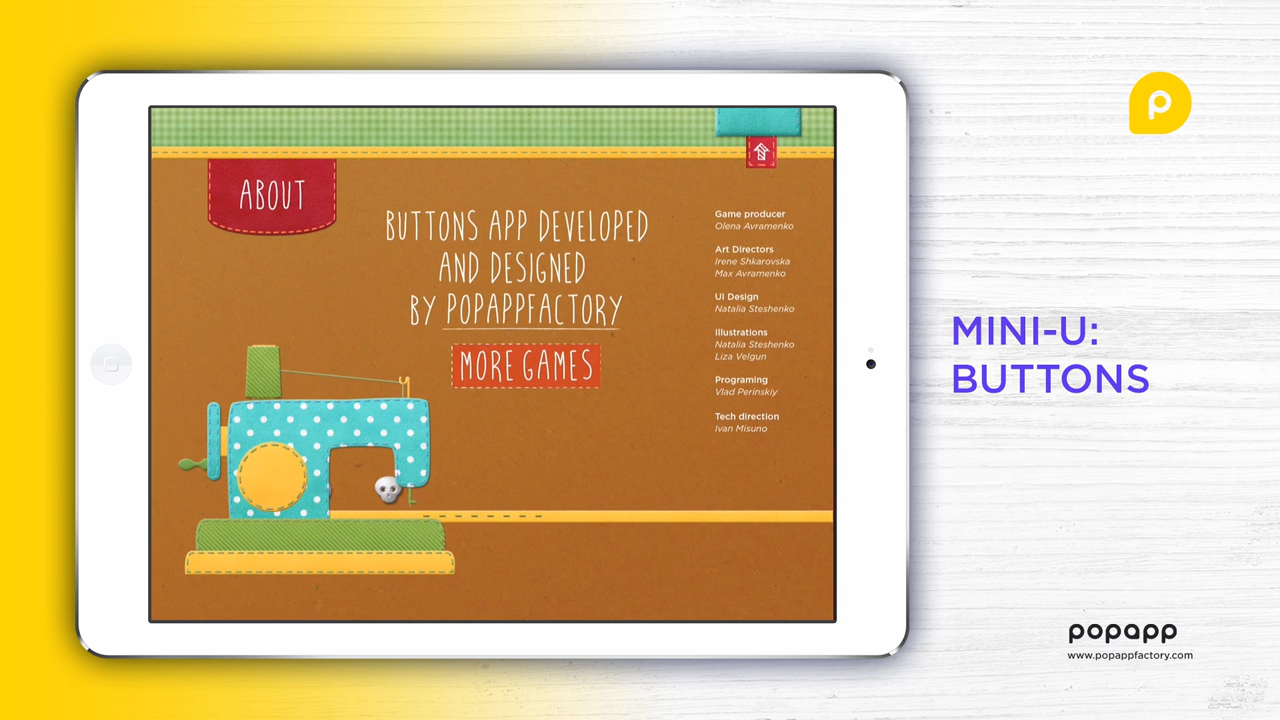 ABOUT
BUTTONS APP DEVELOPED
AND DESIGNED
BY POPAPPFACTORY
MORE GAMES
Game producer
Olena Avramenko
Art Directors
Irene Shkarovska
Max Avramenko
UI Design
Natalia Steshenko
Illustrations
Natalia Steshenko
Liza Velgun
Programing
Vlad Perinskiy
Tech direction
Ivan Misuno
p
MINI-U:
BUTTONS
popapp
www.popappfactory.com